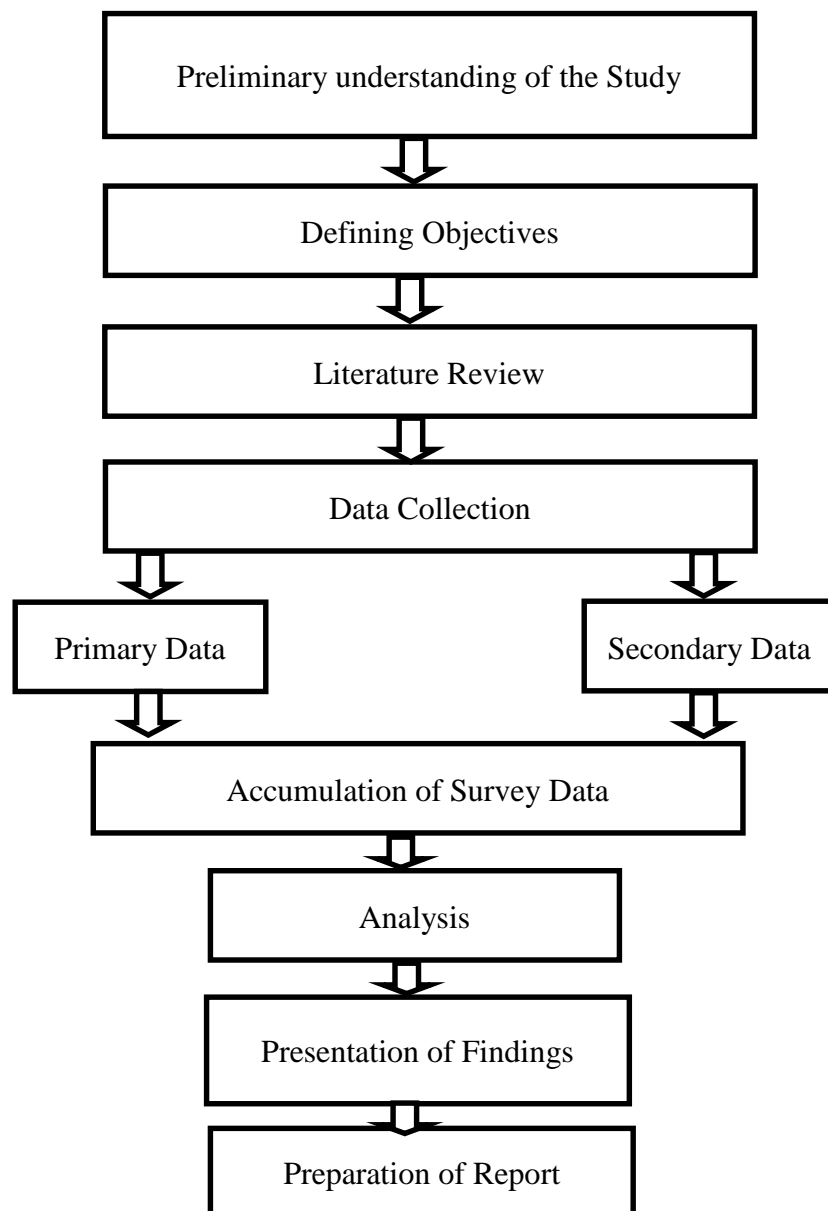 Preliminary understanding of the Study
Defining Objectives
Literature Review
Data Collection
Primary Data
Secondary Data
Accumulation of Survey Data
Analysis
Presentation of Findings
Preparation of Report